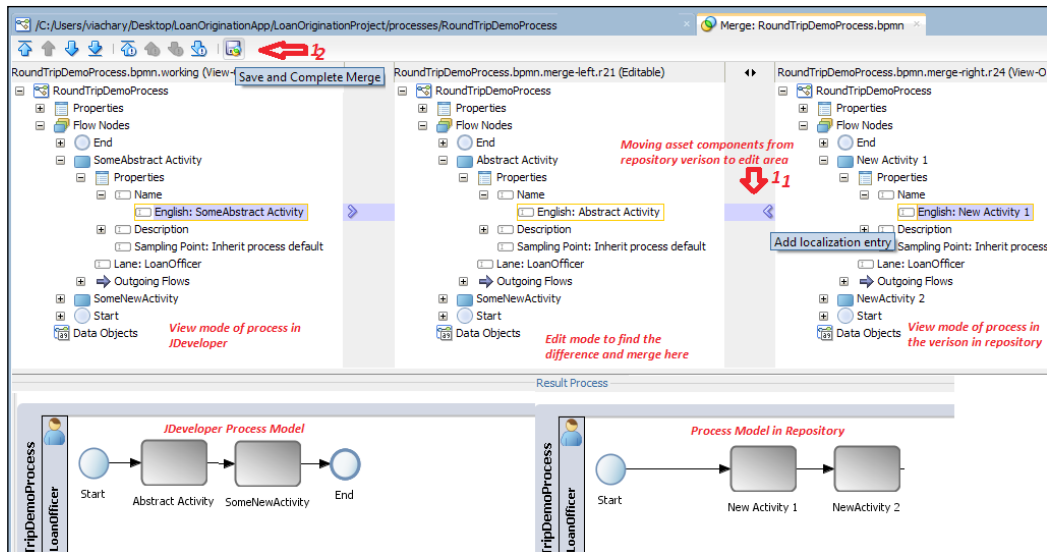 /C:/Users/viachary/Desktop/LoanOriginationApp/LoanOriginationProject/processes/RoundTripDemoProcess
Merge: RoundTripDemoProcess.bpmn
12
Save and Complete Merge
RoundTripDemoProcess.bpmn.working (View-
RoundTripDemoProcess
Properties
Flow Nodes
End
SomeAbstract Activity
Properties
Name
English: SomeAbstract Activity
Description
Sampling Point: Inherit process default
Lane: LoanOfficer
Outgoing Flows
SomeNewActivity
Start
Data Objects
View mode of process in
JDeveloper
RoundTripDemoProcess.bpmn.merge-left.r21 (Editable)
RoundTripDemoProcess
Properties
Flow Nodes
End
Abstract Activity
Properties
Name
English: Abstract Activity
Description
Sampling Point: Inherit process default
Lane: LoanOfficer
Outgoing Flows
SomeNewActivity
Start
Data Objects
Edit mode to find the
difference and merge here
Moving asset components from
repository verison to edit area
11
Add localization entry
RoundTripDemoProcess.bpmn.merge-right.r24 (View-O
RoundTripDemoProcess
Properties
Flow Nodes
End
New Activity 1
Properties
Name
English: New Activity 1
Description
Sampling Point: Inherit process
Lane: LoanOfficer
Outgoing Flows
NewActivity 2
Start
Data Objects
View mode of process in
the verison in repository
Result Process
TripDemoProcess
LoanOfficer
JDeveloper Process Model
Start
Abstract Activity
SomeNewActivity
End
TripDemoProcess
LoanOfficer
Process Model in Repository
Start
New Activity 1
NewActivity 2